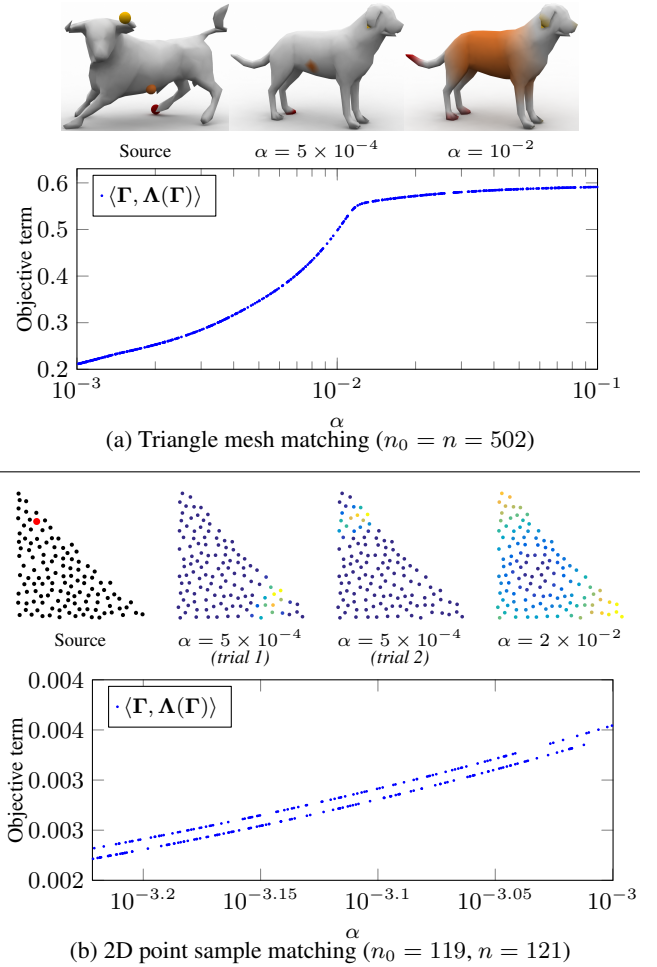 Source
α = 5 × 10⁻⁴
α = 10⁻²
0.6
0.5
0.4
0.3
0.2
Objective term
⟨Γ, Λ(Γ)⟩
10⁻³
10⁻²
10⁻¹
α
(a) Triangle mesh matching (n₀ = n = 502)
Source
α = 5 × 10⁻⁴
(trial 1)
α = 5 × 10⁻⁴
(trial 2)
α = 2 × 10⁻²
0.004
0.004
0.003
0.003
0.002
Objective term
⟨Γ, Λ(Γ)⟩
10⁻³·²
10⁻³·¹⁵
10⁻³·¹
10⁻³·⁰⁵
10⁻³
α
(b) 2D point sample matching (n₀ = 119, n = 121)